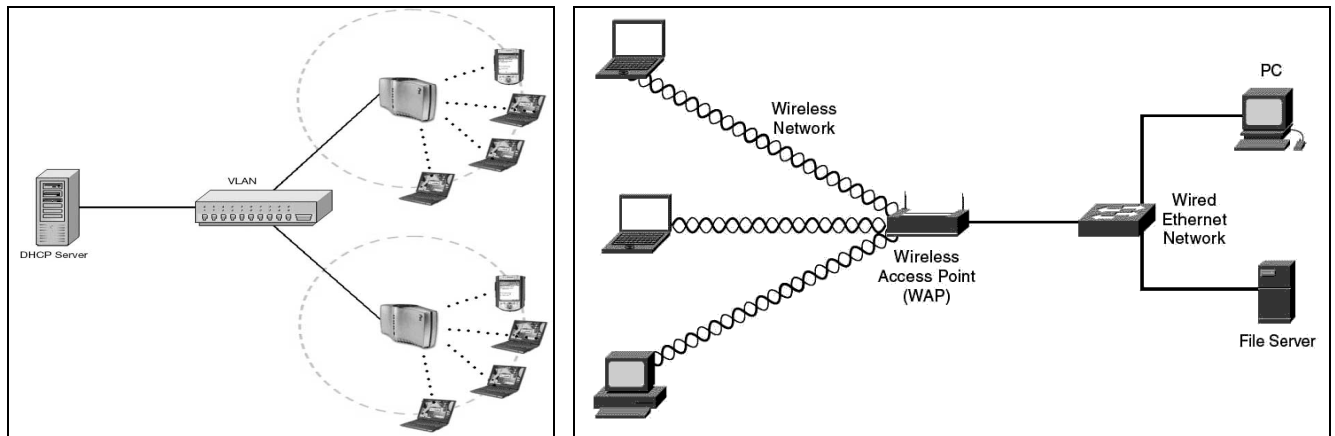 VLAN
DHCP Server
Wireless
Network
Wireless
Access Point
(WAP)
PC
Wired
Ethernet
Network
File Server